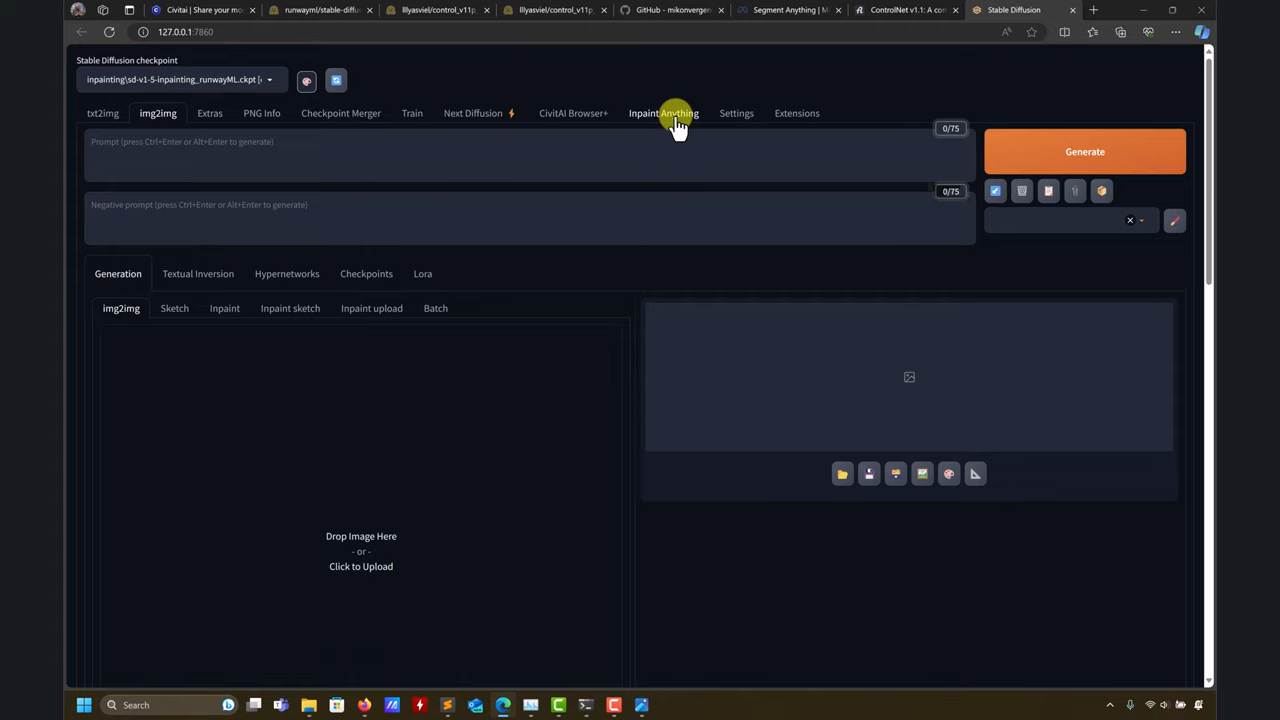 Civitai | Share your mo
runwayml/stable-diffus
lllyasviel/control_v11p
lllyasviel/control_v11p
GitHub - mikonvergen
Segment Anything | M
ControlNet v1.1: A con
Stable Diffusion
127.0.0.1:7860
Stable Diffusion checkpoint
inpainting\sd-v1-5-inpainting_runwayML.ckpt [
txt2img
img2img
Extras
PNG Info
Checkpoint Merger
Train
Next Diffusion
CivitAI Browser+
Inpaint Anything
Settings
Extensions
Prompt (press Ctrl+Enter or Alt+Enter to generate)
0/75
Generate
Negative prompt (press Ctrl+Enter or Alt+Enter to generate)
0/75
Generation
Textual Inversion
Hypernetworks
Checkpoints
Lora
img2img
Sketch
Inpaint
Inpaint sketch
Inpaint upload
Batch
Drop Image Here
- or -
Click to Upload
Search